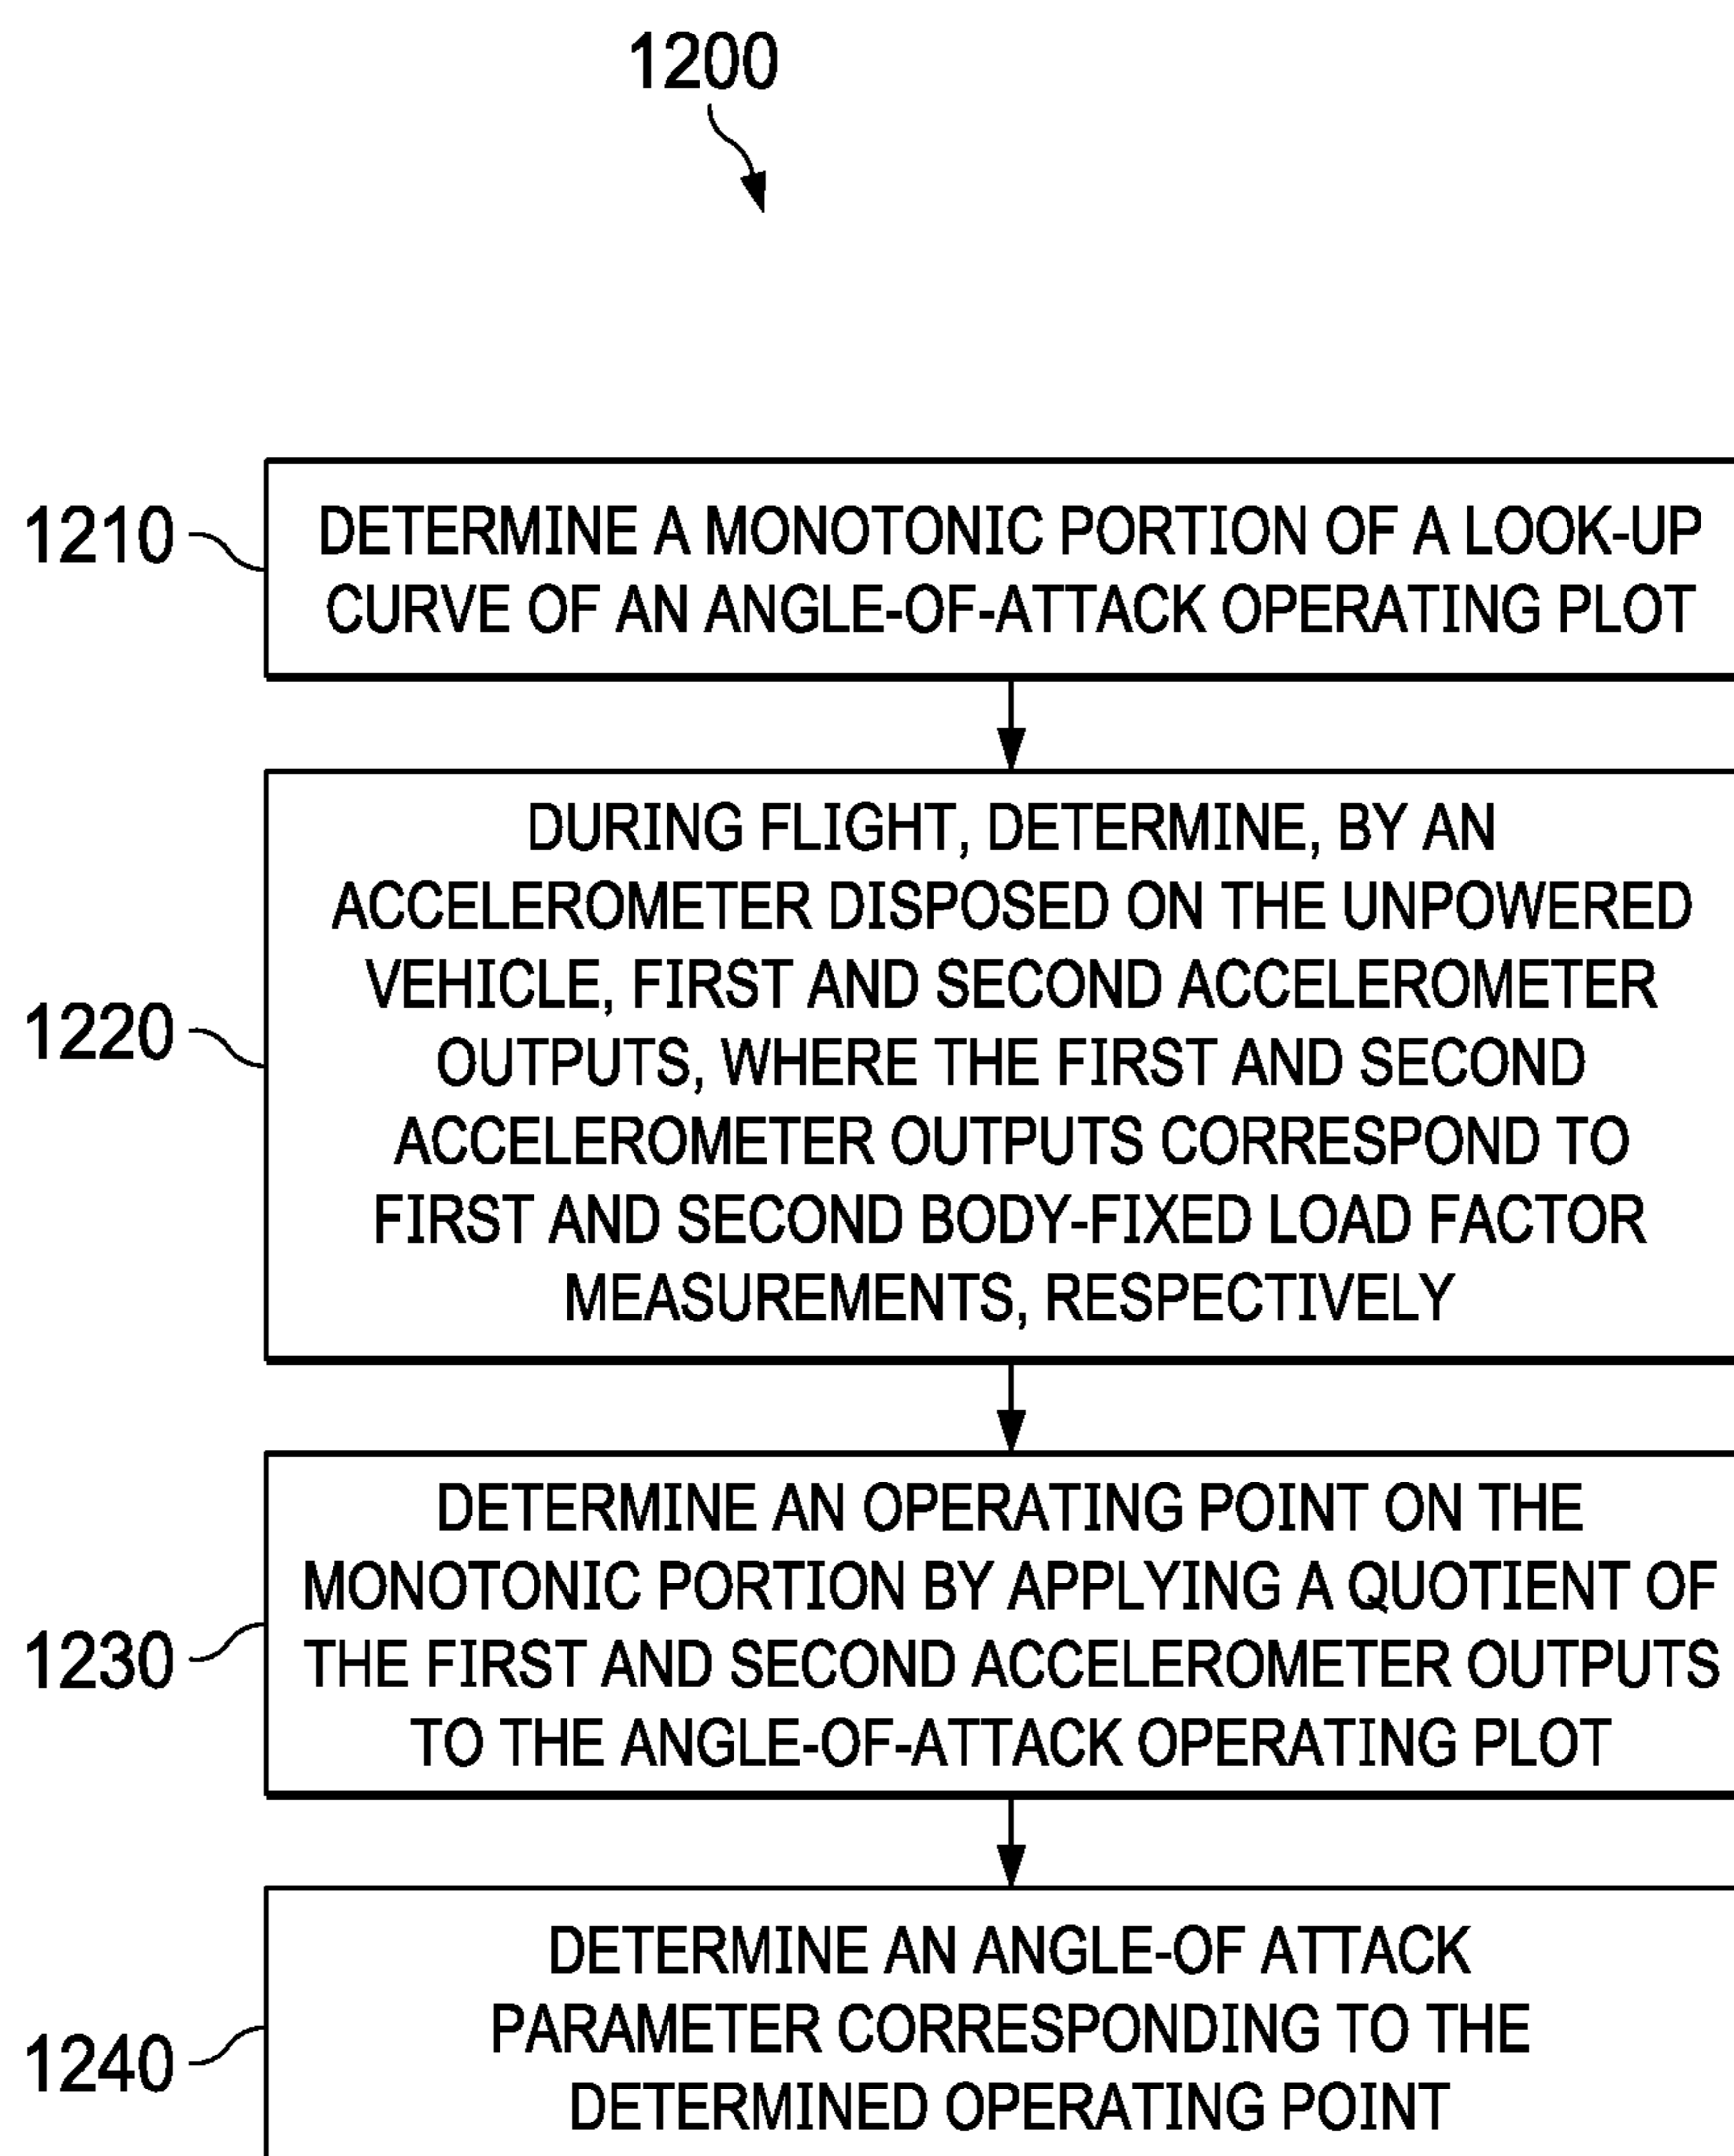 1200
1210
DETERMINE A MONOTONIC PORTION OF A LOOK-UP
CURVE OF AN ANGLE-OF-ATTACK OPERATING PLOT
1220
DURING FLIGHT, DETERMINE, BY AN
ACCELEROMETER DISPOSED ON THE UNPOWERED
VEHICLE, FIRST AND SECOND ACCELEROMETER
OUTPUTS, WHERE THE FIRST AND SECOND
ACCELEROMETER OUTPUTS CORRESPOND TO
FIRST AND SECOND BODY-FIXED LOAD FACTOR
MEASUREMENTS, RESPECTIVELY
1230
DETERMINE AN OPERATING POINT ON THE
MONOTONIC PORTION BY APPLYING A QUOTIENT OF
THE FIRST AND SECOND ACCELEROMETER OUTPUTS
TO THE ANGLE-OF-ATTACK OPERATING PLOT
1240
DETERMINE AN ANGLE-OF ATTACK
PARAMETER CORRESPONDING TO THE
DETERMINED OPERATING POINT